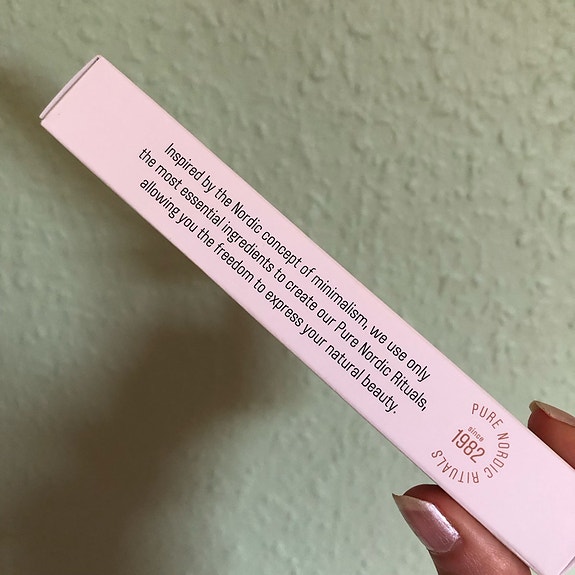 Inspired by the Nordic concept of minimalism, we use only
the most essential ingredients to create our Pure Nordic Rituals,
allowing you the freedom to express your natural beauty.
PURE NORDIC RITUALS
since
1982